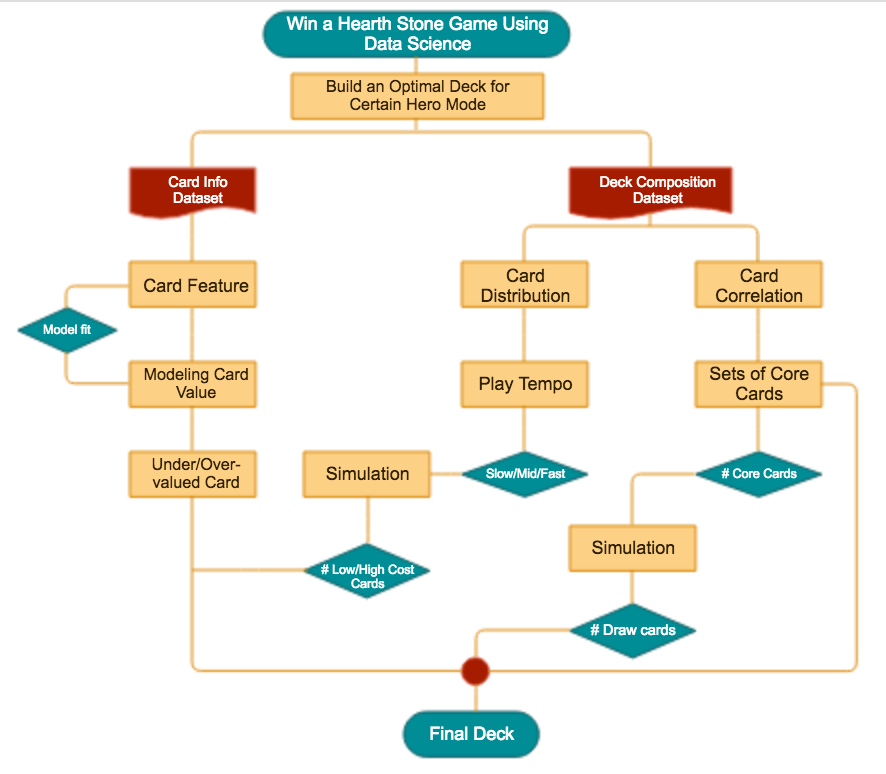 Win a Hearth Stone Game Using
Data Science
Build an Optimal Deck for
Certain Hero Mode
Card Info
Dataset
Deck Composition
Dataset
Card Feature
Card
Distribution
Card
Correlation
Model fit
Modeling Card
Value
Play Tempo
Sets of Core
Cards
Under/Over-
valued Card
Simulation
Slow/Mid/Fast
# Core Cards
Simulation
# Low/High Cost
Cards
# Draw cards
Final Deck